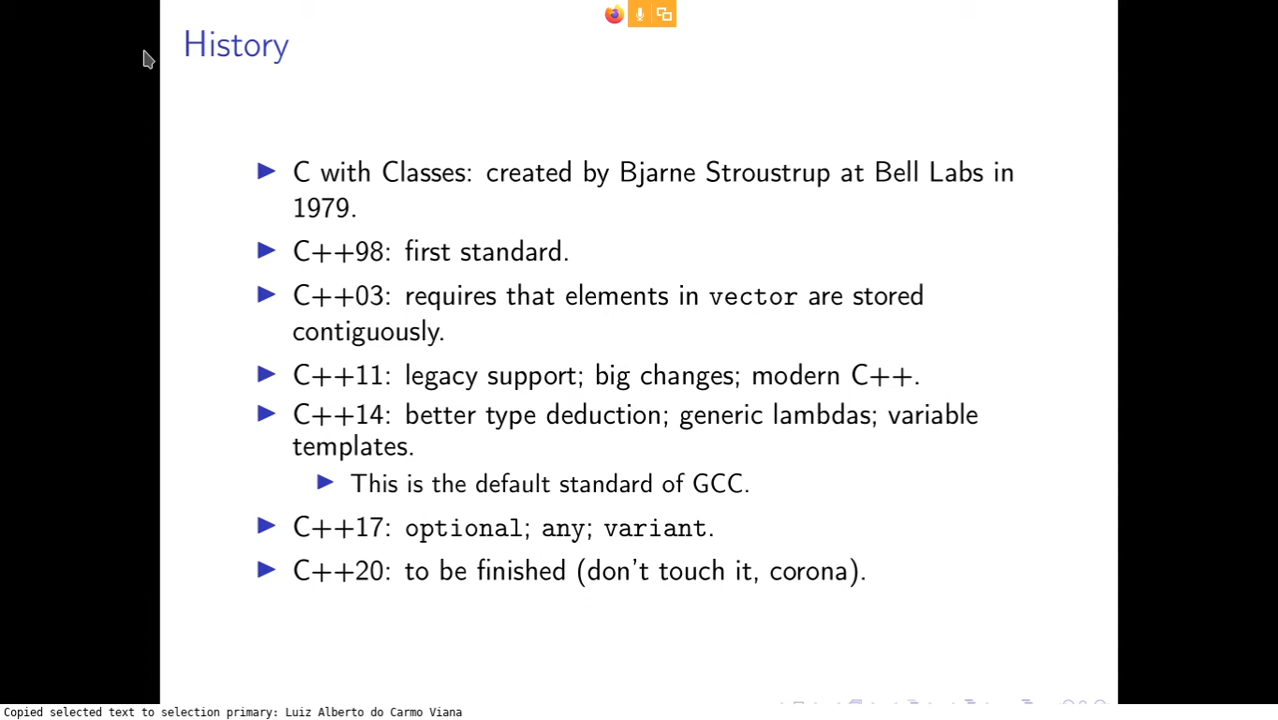 History
C with Classes: created by Bjarne Stroustrup at Bell Labs in
1979.
C++98: first standard.
C++03: requires that elements in vector are stored
contiguously.
C++11: legacy support; big changes; modern C++.
C++14: better type deduction; generic lambdas; variable
templates.
This is the default standard of GCC.
C++17: optional; any; variant.
C++20: to be finished (don't touch it, corona).
Copied selected text to selection primary: Luiz Alberto do Carmo Viana